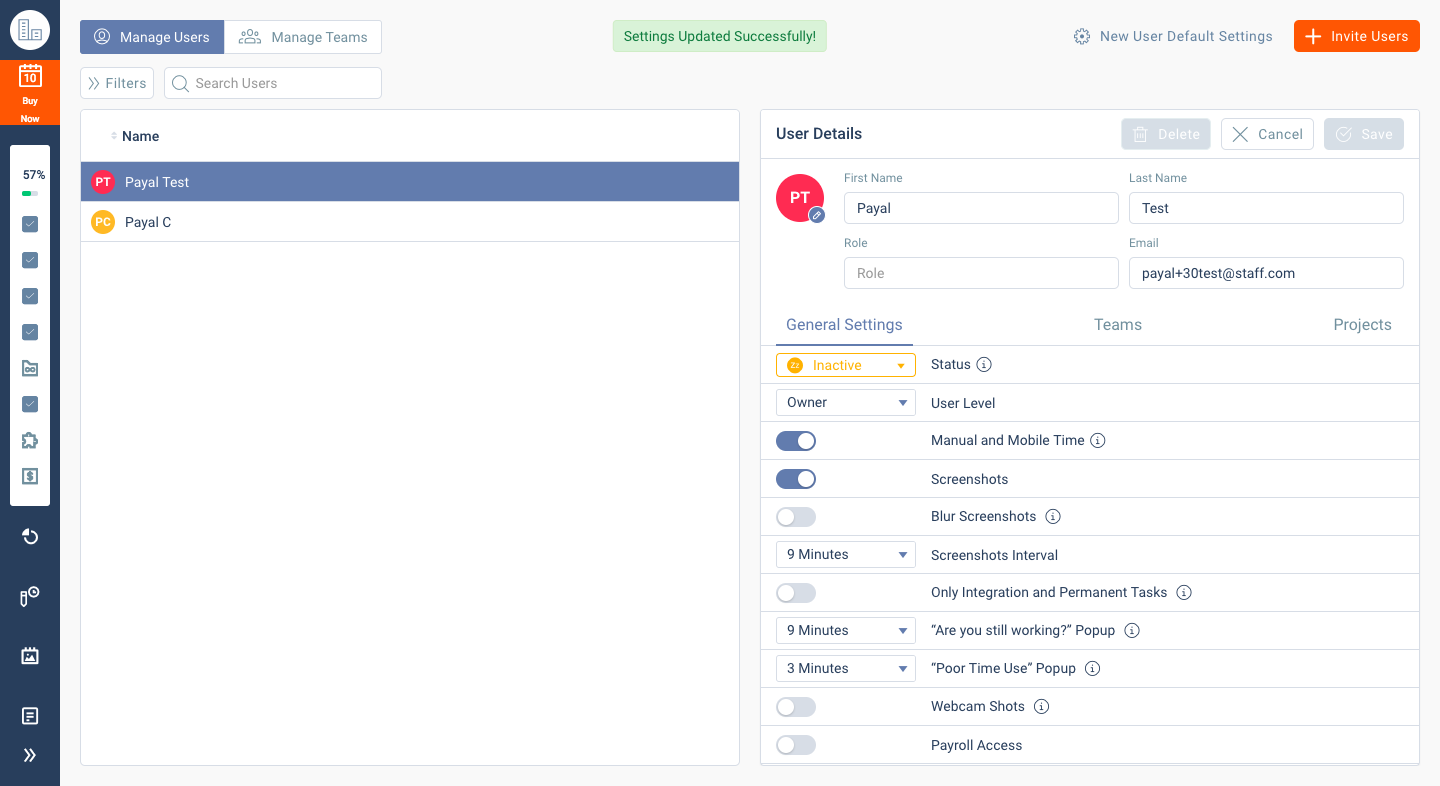 10
Buy
Now
57%
Manage Users
Manage Teams
Settings Updated Successfully!
New User Default Settings
Invite Users
Filters
Search Users
Name
PT Payal Test
PC Payal C
User Details
Delete
Cancel
Save
PT
First Name
Payal
Last Name
Test
Role
Role
Email
payal+30test@staff.com
General Settings
Teams
Projects
Zz Inactive
Status
Owner
User Level
Manual and Mobile Time
Screenshots
Blur Screenshots
9 Minutes
Screenshots Interval
Only Integration and Permanent Tasks
9 Minutes
“Are you still working?” Popup
3 Minutes
“Poor Time Use” Popup
Webcam Shots
Payroll Access